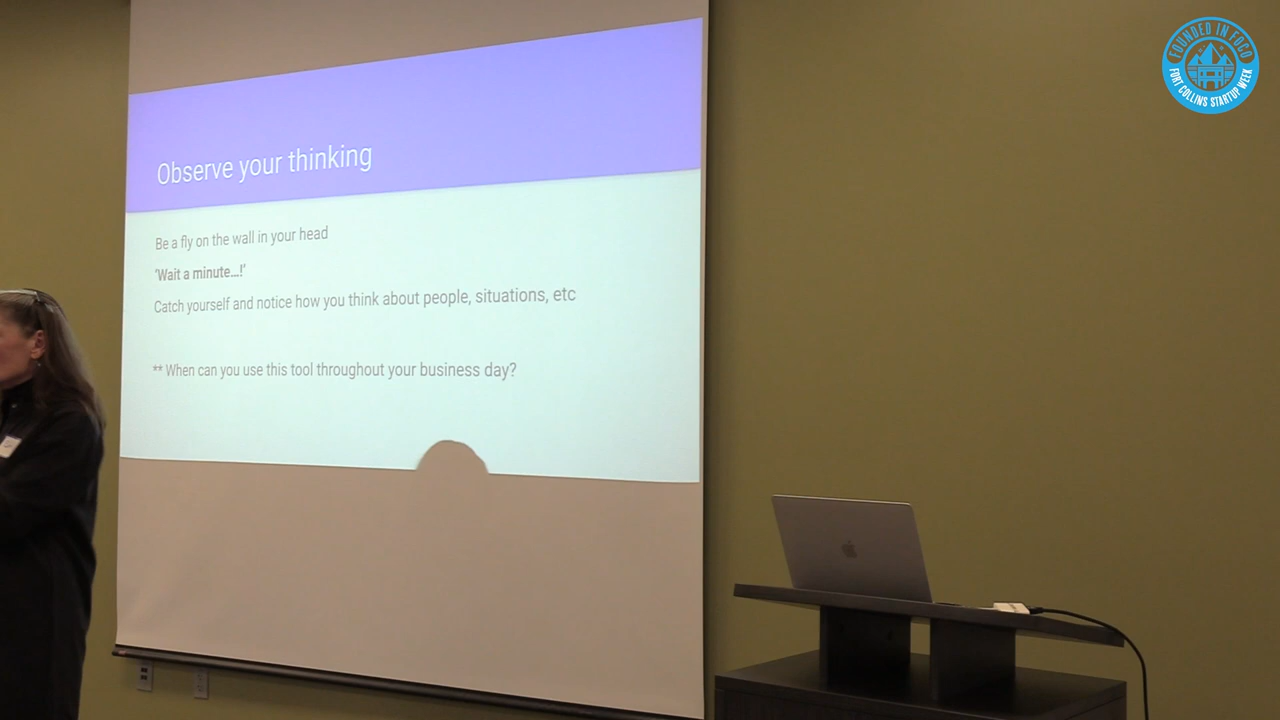 Observe your thinking
Be a fly on the wall in your head
'Wait a minute...!'
Catch yourself and notice how you think about people, situations, etc
** When can you use this tool throughout your business day?
FOUNDED IN FOCO
FORT COLLINS STARTUP WEEK